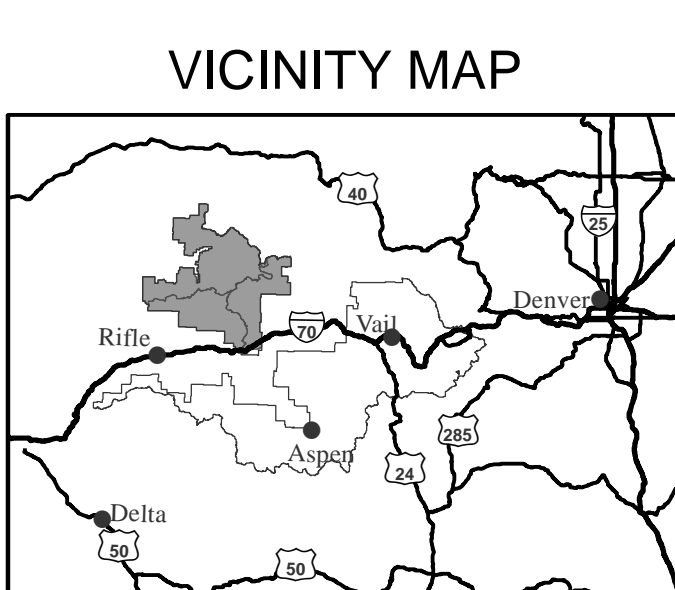 VICINITY MAP
40
25
Denver
70
Vail
Rifle
285
Aspen
24
Delta
50
50